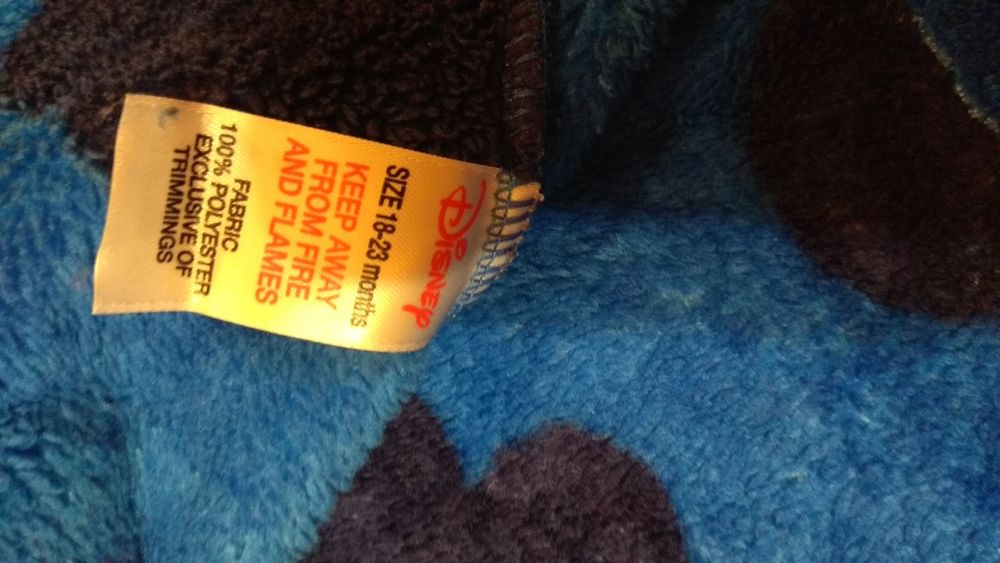 Disney
SIZE 18-23 months
KEEP AWAY
FROM FIRE
AND FLAMES
FABRIC
100% POLYESTER
EXCLUSIVE OF
TRIMMINGS